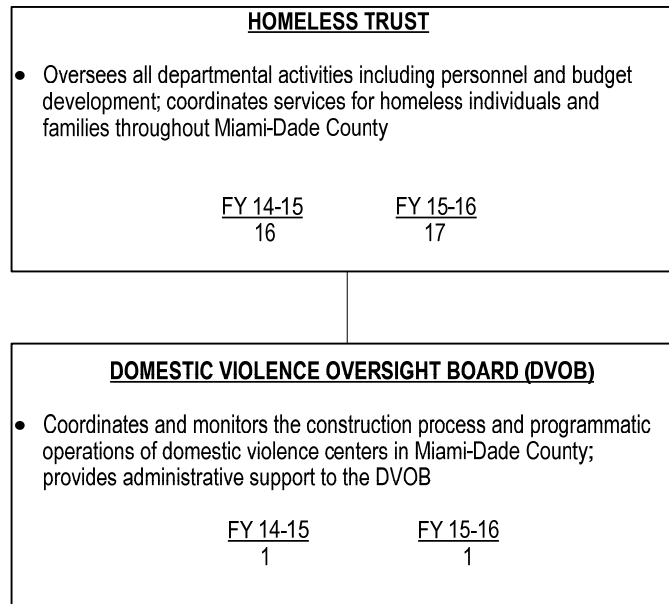 HOMELESS TRUST
• Oversees all departmental activities including personnel and budget
development; coordinates services for homeless individuals and
families throughout Miami-Dade County
FY 14-15 FY 15-16
16 17
DOMESTIC VIOLENCE OVERSIGHT BOARD (DVOB)
• Coordinates and monitors the construction process and programmatic
operations of domestic violence centers in Miami-Dade County;
provides administrative support to the DVOB
FY 14-15 FY 15-16
1 1